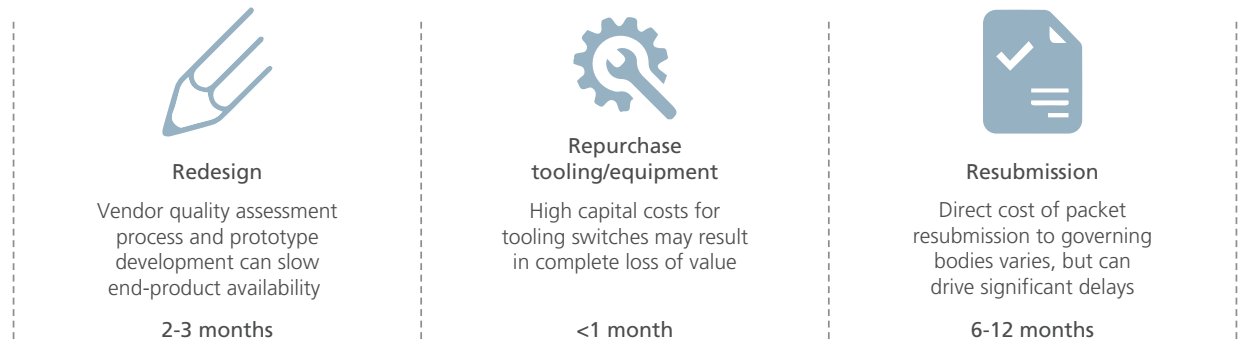 Redesign
Vendor quality assessment
process and prototype
development can slow
end-product availability
2-3 months
Repurchase
tooling/equipment
High capital costs for
tooling switches may result
in complete loss of value
<1 month
Resubmission
Direct cost of packet
resubmission to governing
bodies varies, but can
drive significant delays
6-12 months